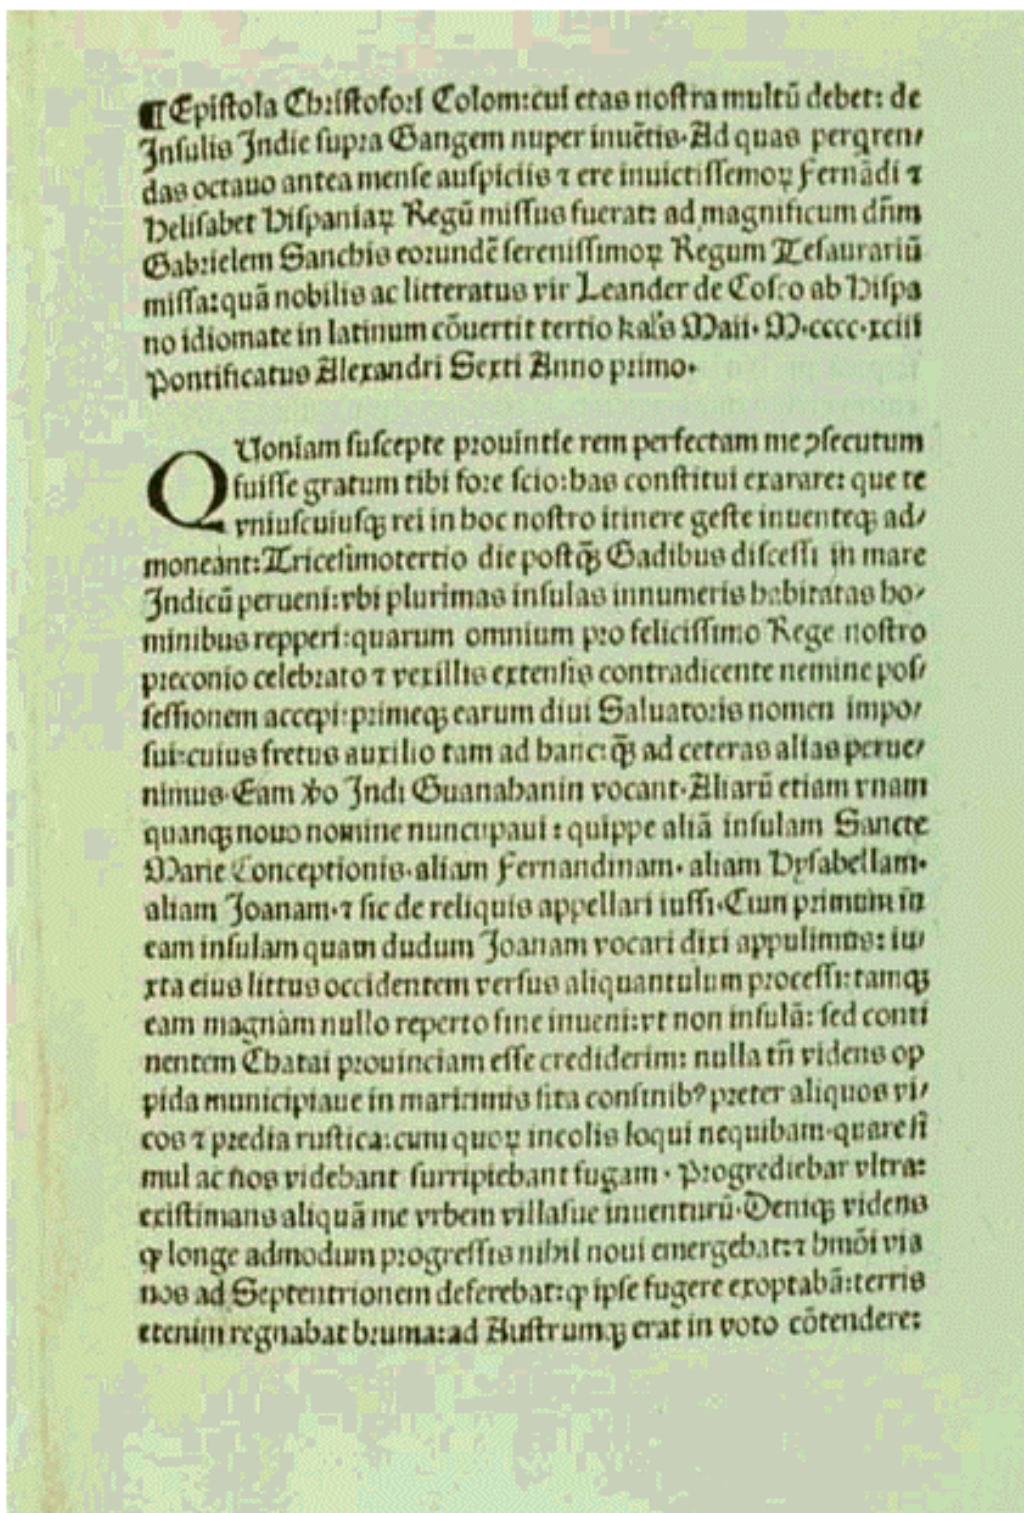 ¶ Epistola Christofori Colom: cui etas nostra multū debet: de
Insulis Indie supra Gangem nuper inuētis. Ad quas perqren/
das octauo antea mense auspiciis ⁊ ere inuictissemoꝝ Fernādi ⁊
Helisabet Hispaniaꝝ Regū missus fuerat: ad magnificum dn̄m
Gabrielem Sanchis eorundē serenissimoꝝ Regum Tesaurariū
missa: quā nobilis ac litteratus vir Leander de Cosco ab Hispa
no idiomate in latinum cōuertit tertio kal's Maii. M.cccc.xciii
Pontificatus Alexandri Sexti Anno primo.
QUoniam suscepte prouintie rem perfectam me ꝯsecutum
fuisse gratum tibi fore scio: has constitui exarare: que te
vniuscuiusqꝫ rei in hoc nostro itinere geste inuenteqꝫ ad/
moneant: Tricesimotertio die postqꝫ̄ Gadibus discessi in mare
Indicū perueni: vbi plurimas insulas innumeris habitatas ho/
minibus repperi: quarum omnium pro felicissimo Rege nostro
preconio celebrato ⁊ vexillis extensis contradicente nemine pos/
sessionem accepi: primeqꝫ earum diui Saluatoris nomen impo/
sui: cuius fretus auxilio tam ad hanc: qꝫ̄ ad ceteras alias perue/
nimus. Eam x̄o Indi Guanahanin vocant. Aliarū etiam vnam
quanqꝫ nouo nomine nuncupaui: quippe aliā insulam Sancte
Marie Conceptionis. aliam Fernandinam. aliam Hysabellam.
aliam Joanam. ⁊ sic de reliquis appellari iussi. Cum primum in
eam insulam quam dudum Joanam vocari dixi appulimus: iu/
xta eius littus occidentem versus aliquantulum processi: tamqꝫ
eam magnam nullo reperto fine inueni: vt non insulā: sed conti
nentem Chatai prouinciam esse crediderim: nulla tn̄ videns op
pida municipiaue in maritimis sita confinibꝰ preter aliquos vi/
cos ⁊ predia rustica: cum quoꝝ incolis loqui nequibam. quare si
mul ac nos videbant surripiebant fugam. Progrediebar vltra:
existimans aliquā me vrbem villasue inuenturū. Deniqꝫ videns
ꝙ longe admodum progressis nihil noui emergebat: ⁊ hmōi via
nos ad Septentrionem deferebat: ꝙ ipse fugere exoptabā: terris
etenim regnabat bruma: ad Austrumqꝫ erat in voto cōtendere: